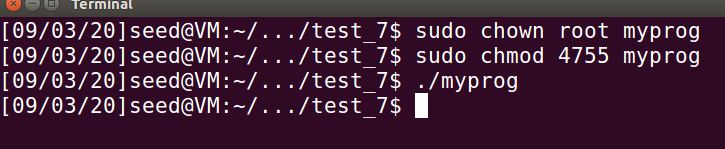 Terminal
[09/03/20]seed@VM:~/.../test_7$ sudo chown root myprog
[09/03/20]seed@VM:~/.../test_7$ sudo chmod 4755 myprog
[09/03/20]seed@VM:~/.../test_7$ ./myprog
[09/03/20]seed@VM:~/.../test_7$